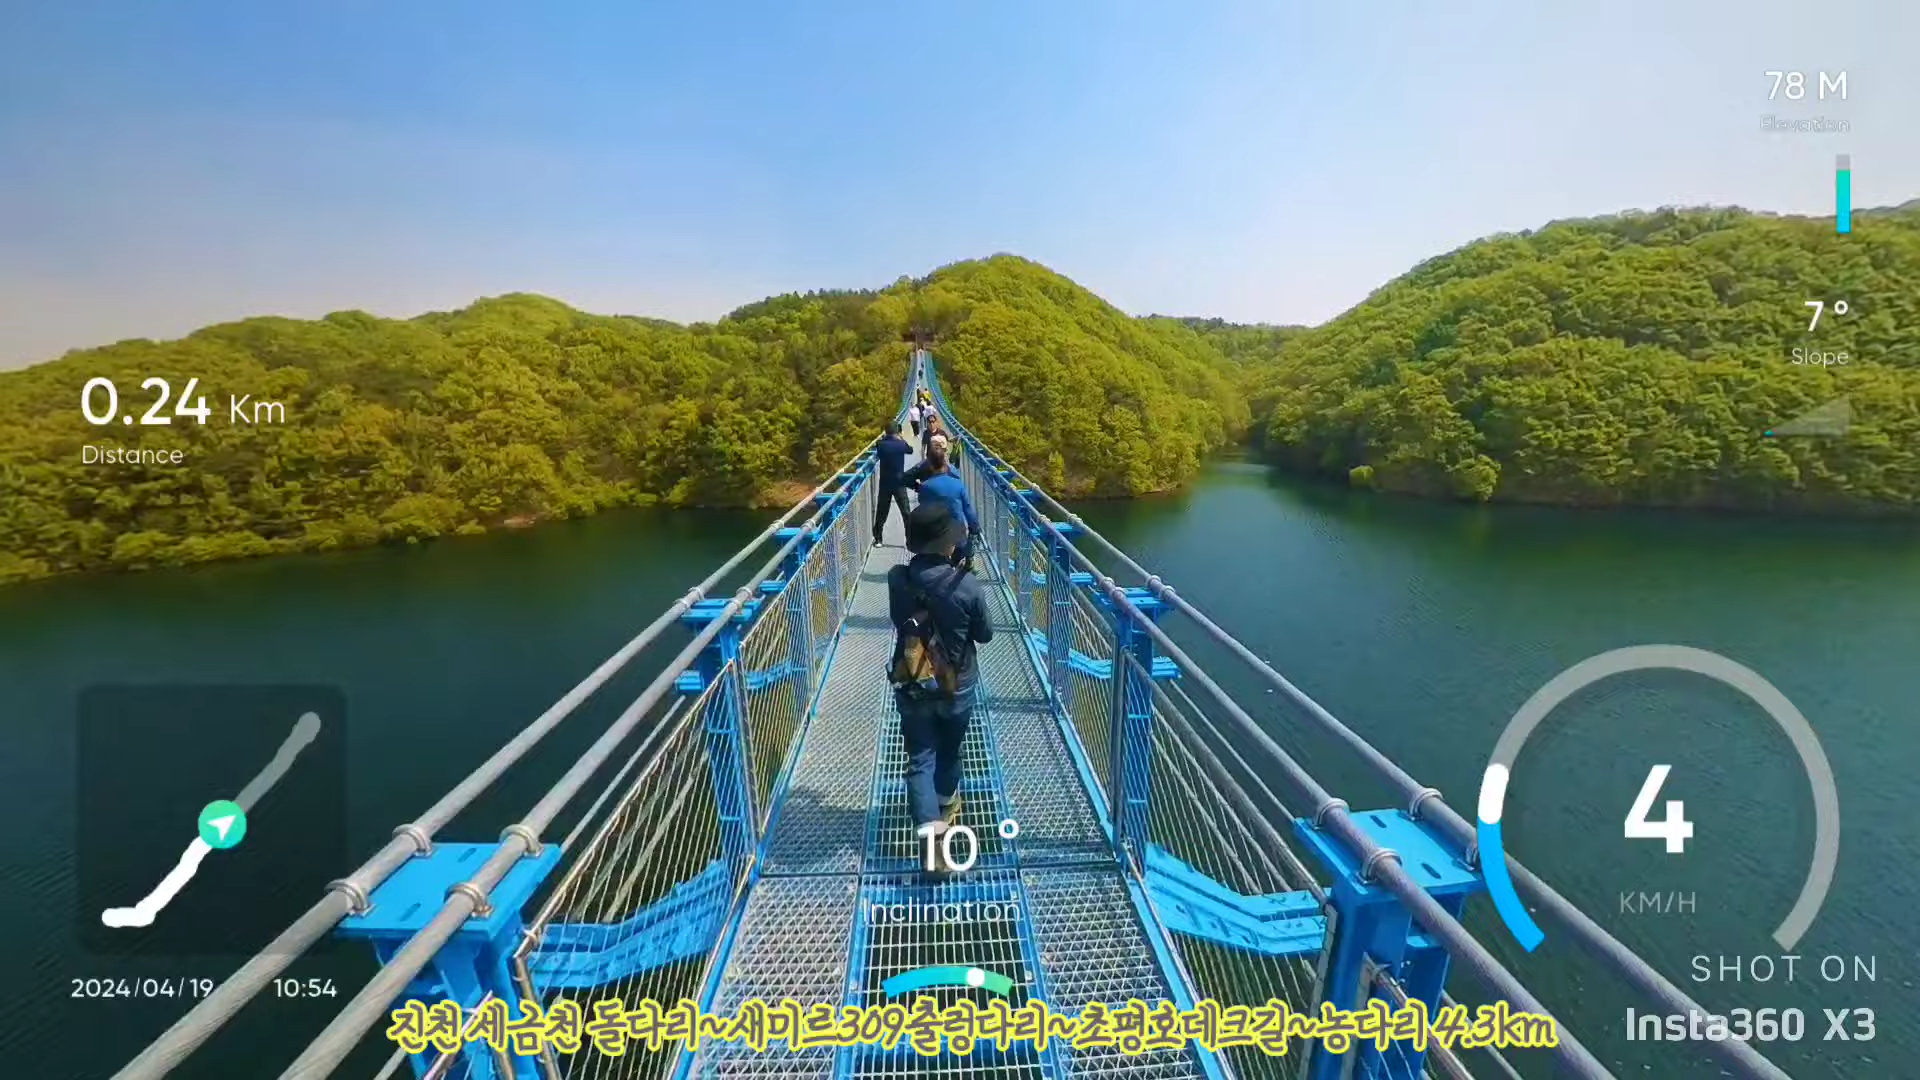 78 M
Elevation
7°
Slope
0.24 Km
Distance
4
KM/H
10°
Inclination
2024/04/19 10:54
SHOT ON
Insta360 X3
진천 세금천 돌다리~새미르309출렁다리~초평호데크길~농다리 4.3km